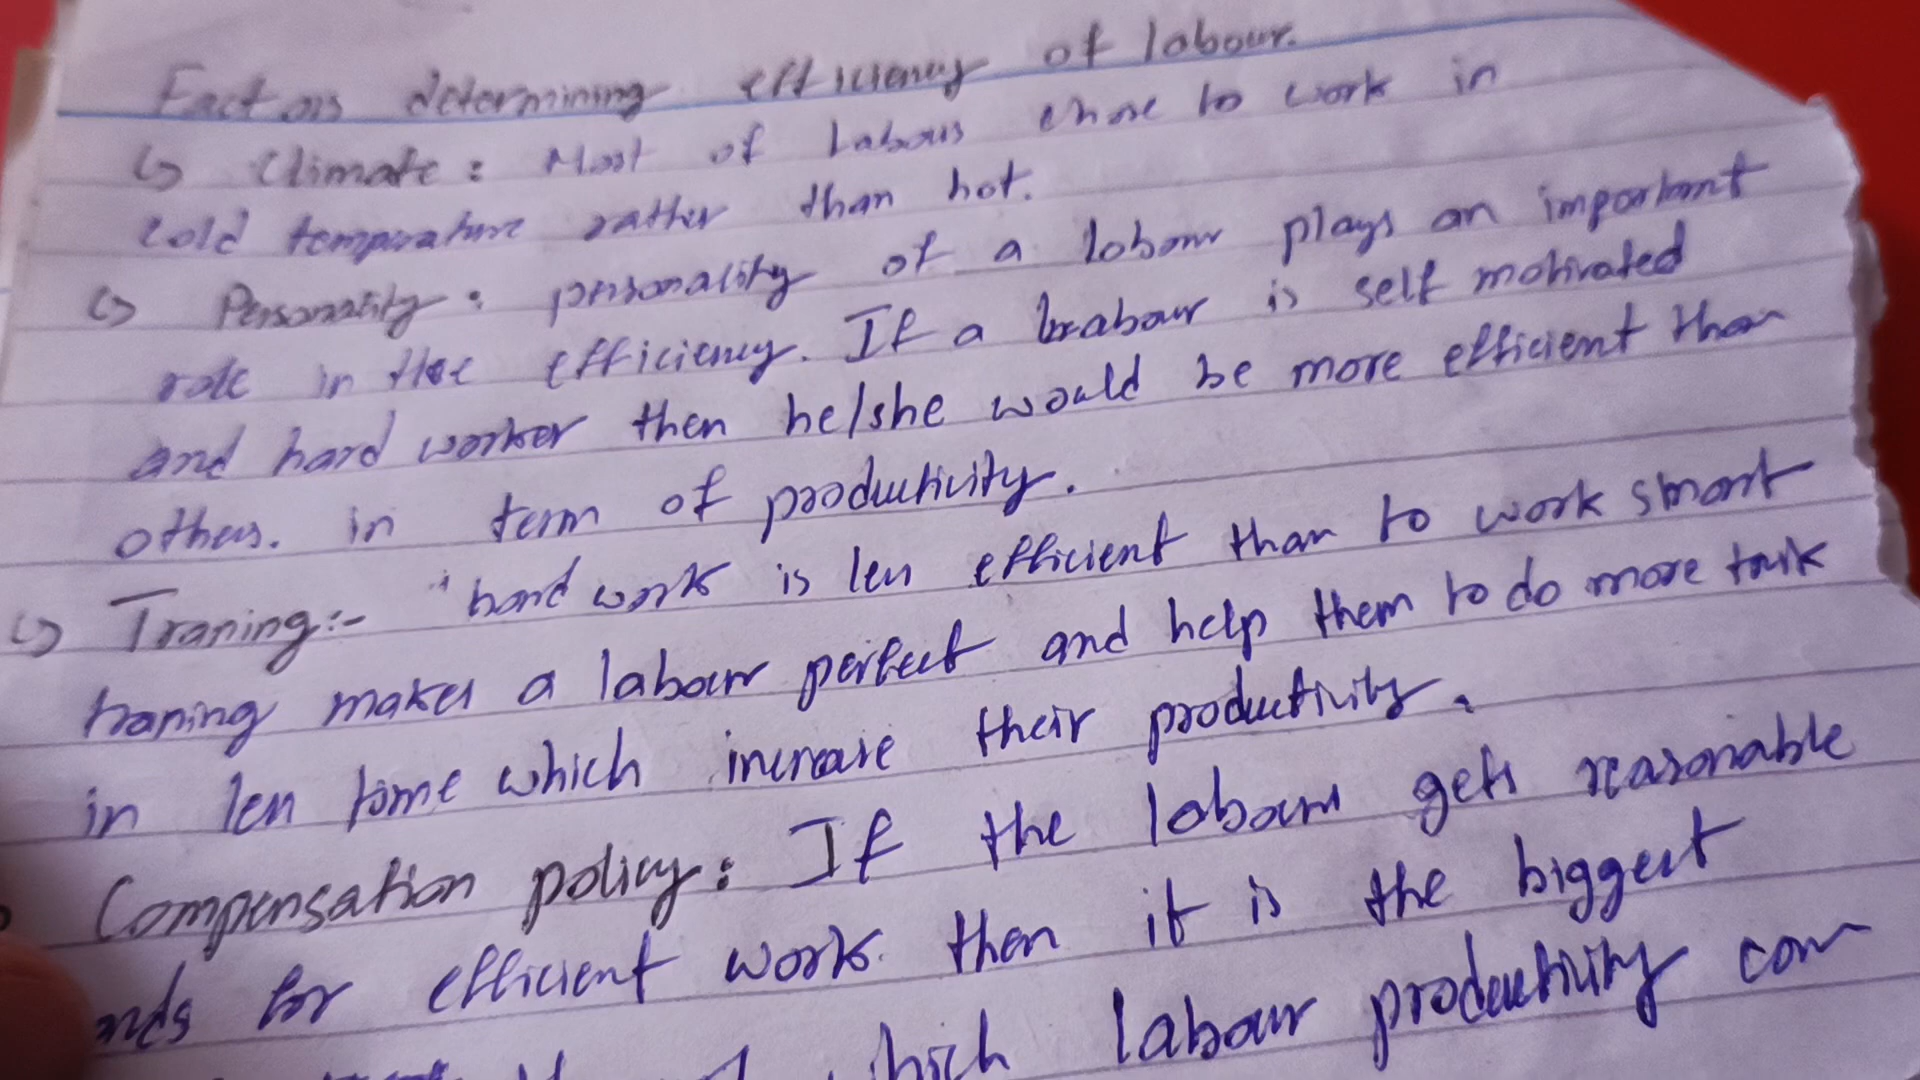 Factors determining efficiency of labour.
↳ Climate : Most of Labours chose to work in
cold temperature rather than hot.
↳ Personality : personality of a labour plays an important
role in the efficiency. If a labour is self motivated
and hard worker then he/she would be more efficient than
others. in term of productivity.
↳ Traning:- "hard work is less efficient than to work smart
traning makes a labour perfect and help them to do more task
in less time which increase their productivity.
Compensation policy: If the labours gets reasonable
nds for efficient work. then it is the biggest
hich labour productivity can